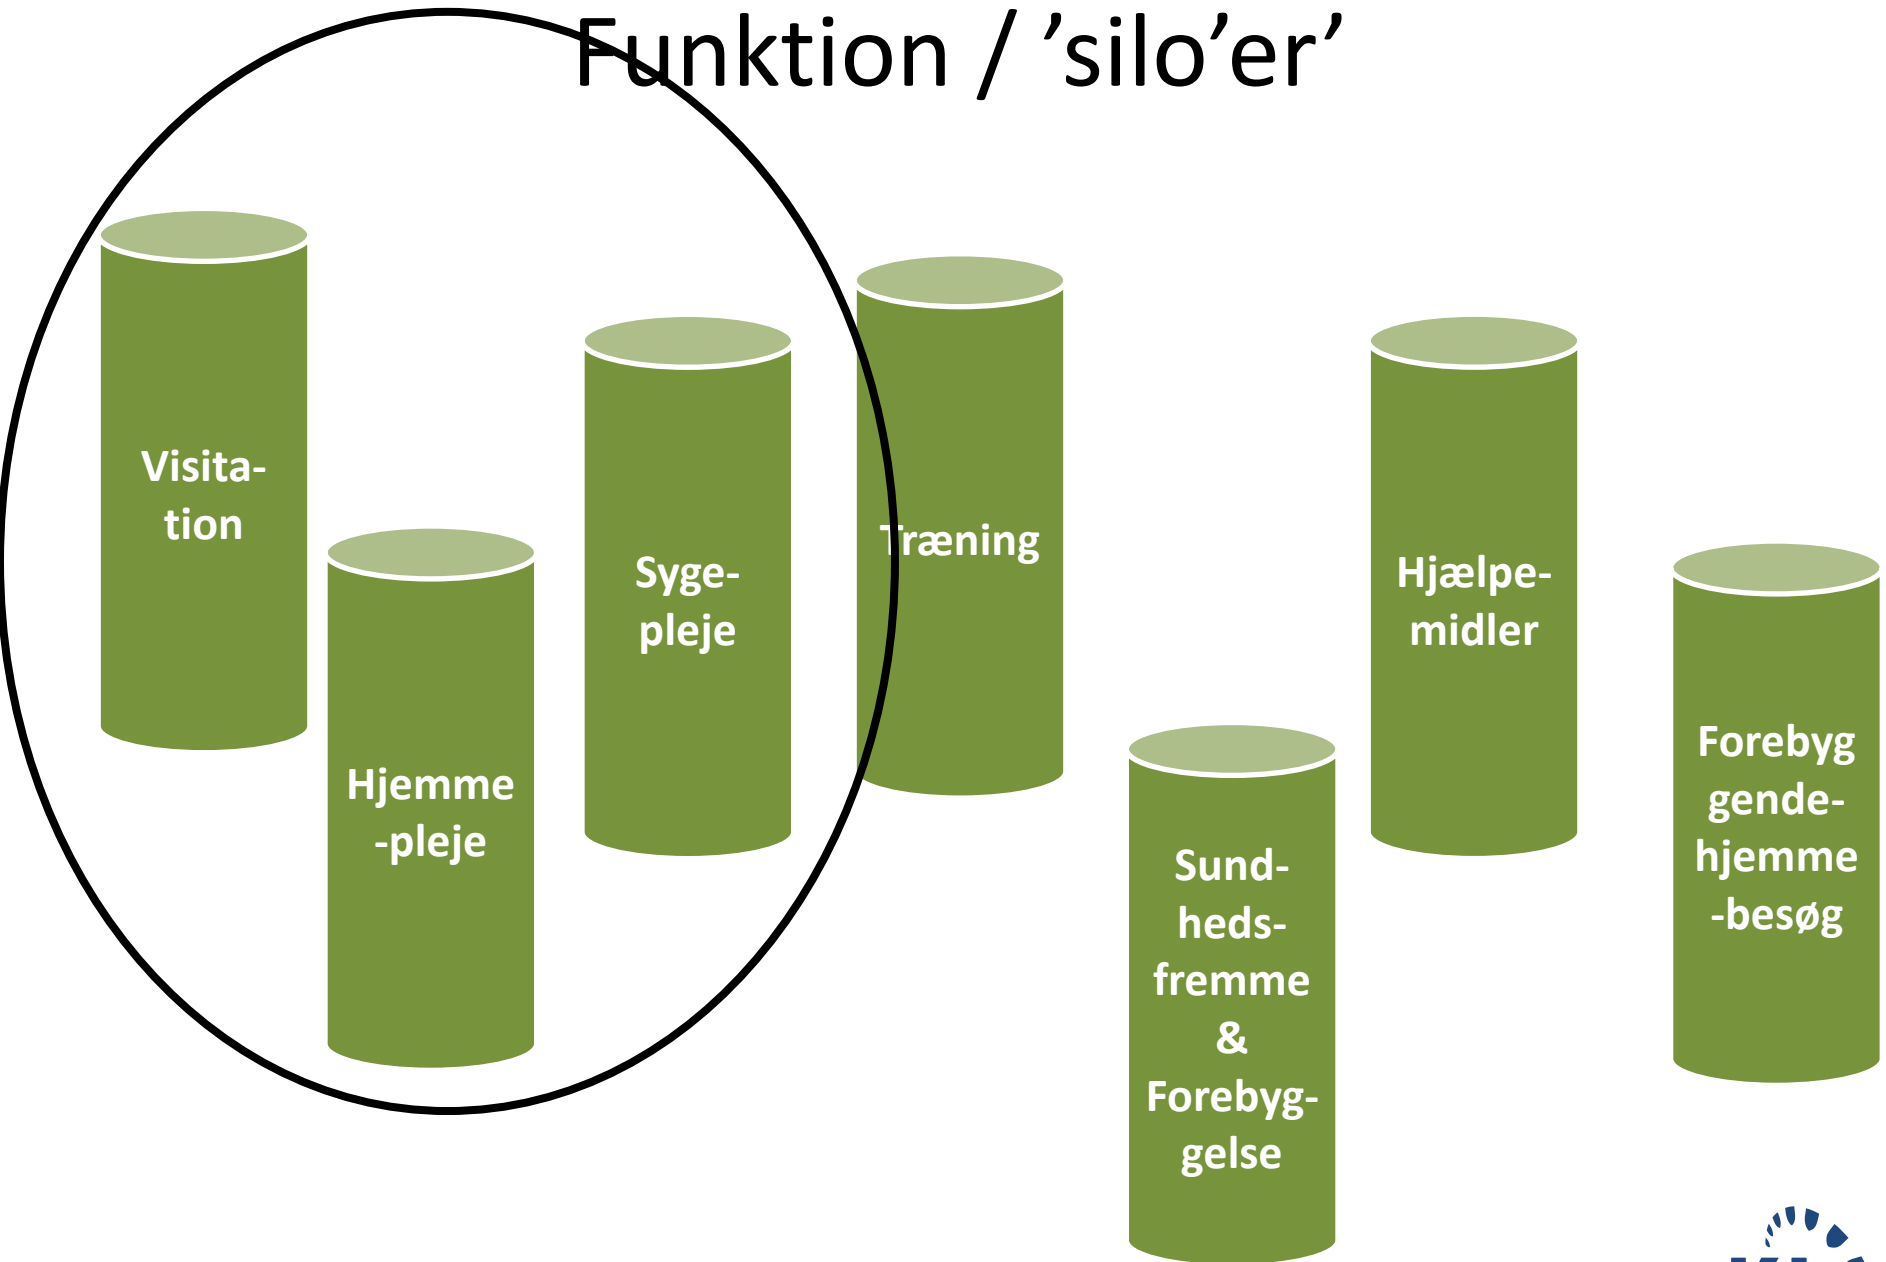 Funktion / ’silo’er’
Visita-
tion
Hjemme
-pleje
Syge-
pleje
Træning
Sund-
heds-
fremme
&
Forebyg-
gelse
Hjælpe-
midler
Forebyg
gende-
hjemme
-besøg